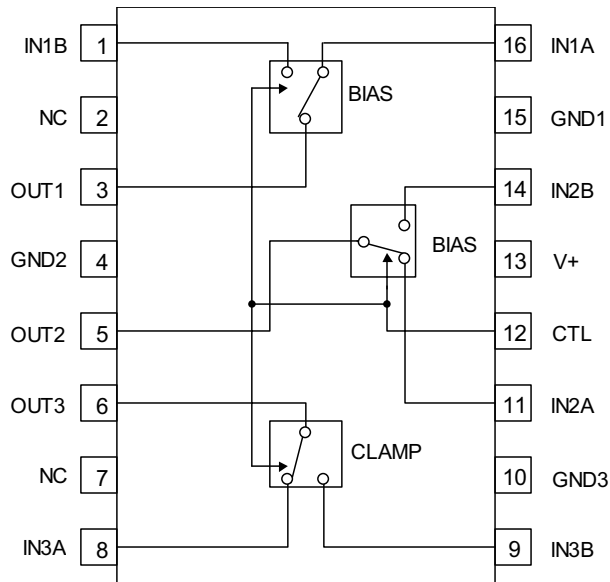 IN1B 1 16 IN1A
BIAS
NC 2 15 GND1
OUT1 3 14 IN2B
BIAS
GND2 4 13 V+
OUT2 5 12 CTL
OUT3 6 11 IN2A
CLAMP
NC 7 10 GND3
IN3A 8 9 IN3B